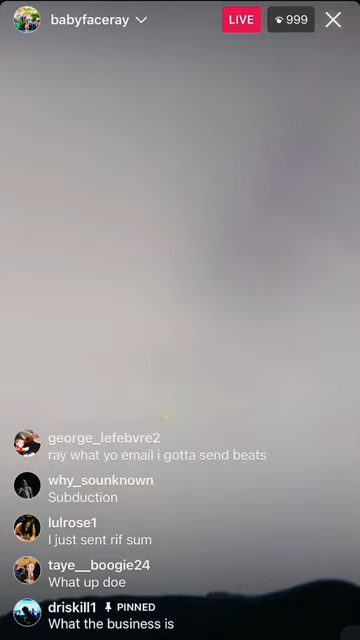 babyfaceray LIVE 999
george_lefebvre2
ray what yo email i gotta send beats
why_sounknown
Subduction
lulrose1
I just sent rif sum
taye__boogie24
What up doe
driskill1 PINNED
What the business is